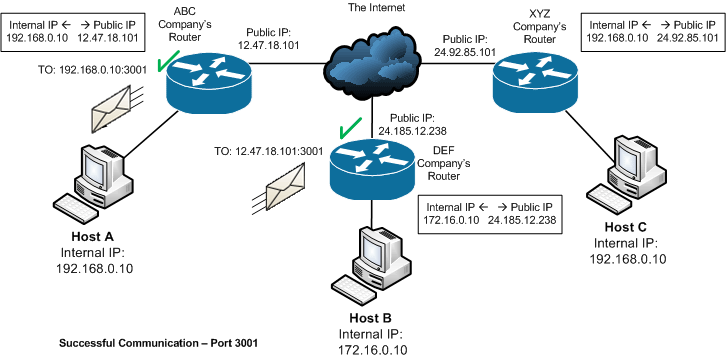 Internal IP ← → Public IP
192.168.0.10 12.47.18.101
ABC
Company's
Router
Public IP:
12.47.18.101
The Internet
Public IP:
24.92.85.101
XYZ
Company's
Router
Internal IP ← → Public IP
192.168.0.10 24.92.85.101
TO: 192.168.0.10:3001
Public IP:
24.185.12.238
TO: 12.47.18.101:3001
DEF
Company's
Router
Internal IP ← → Public IP
172.16.0.10 24.185.12.238
Host A
Internal IP:
192.168.0.10
Host C
Internal IP:
192.168.0.10
Host B
Internal IP:
172.16.0.10
Successful Communication – Port 3001